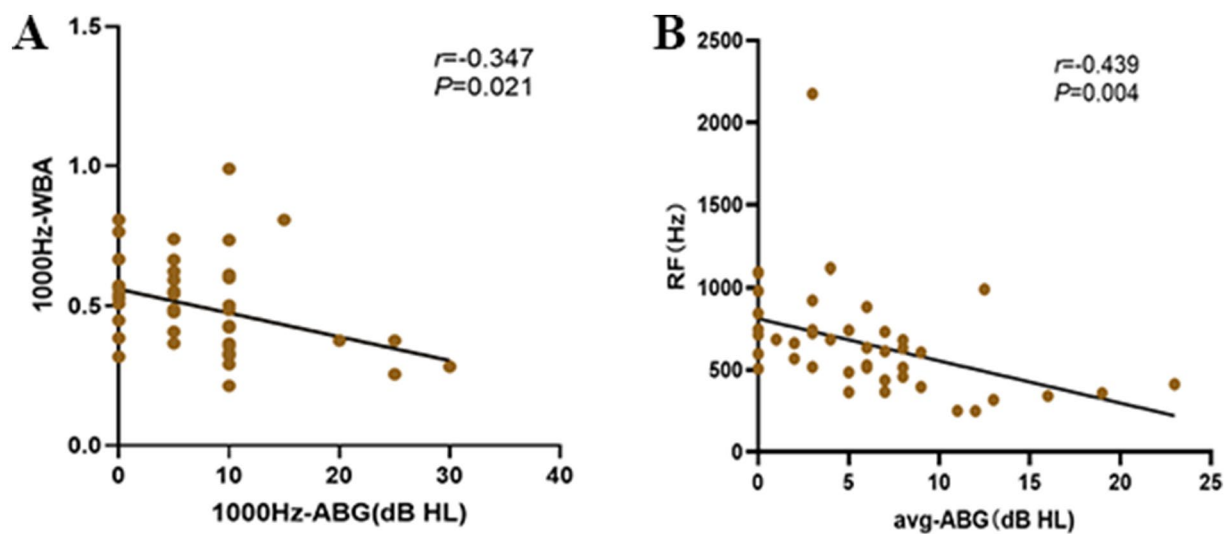 A
r=-0.347
P=0.021
1.5
1.0
0.5
0.0
1000Hz-WBA
0 10 20 30 40
1000Hz-ABG(dB HL)
B
r=-0.439
P=0.004
2500
2000
1500
1000
500
0
RF(Hz)
0 5 10 15 20 25
avg-ABG(dB HL)